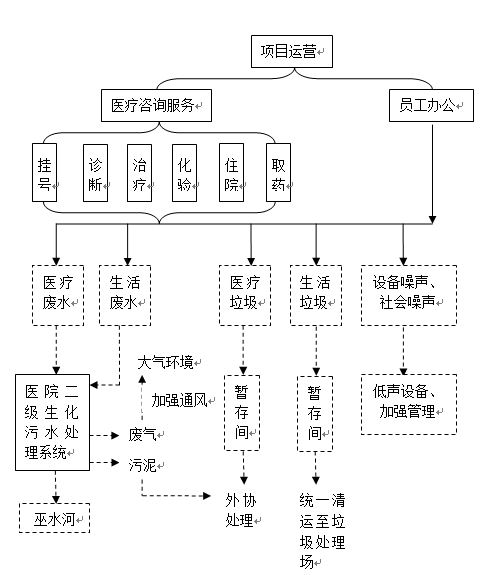 项目运营
医疗咨询服务
员工办公
挂号
诊断
治疗
化验
住院
取药
医疗
废水
生活
废水
医疗
垃圾
生活
垃圾
设备噪声、
社会噪声
医院二
级生化
污水处
理系统
大气环境
加强通风
废气
污泥
暂存间
暂存间
低声设备、
加强管理
巫水河
外协
处理
统一清
运至垃
圾处理
场